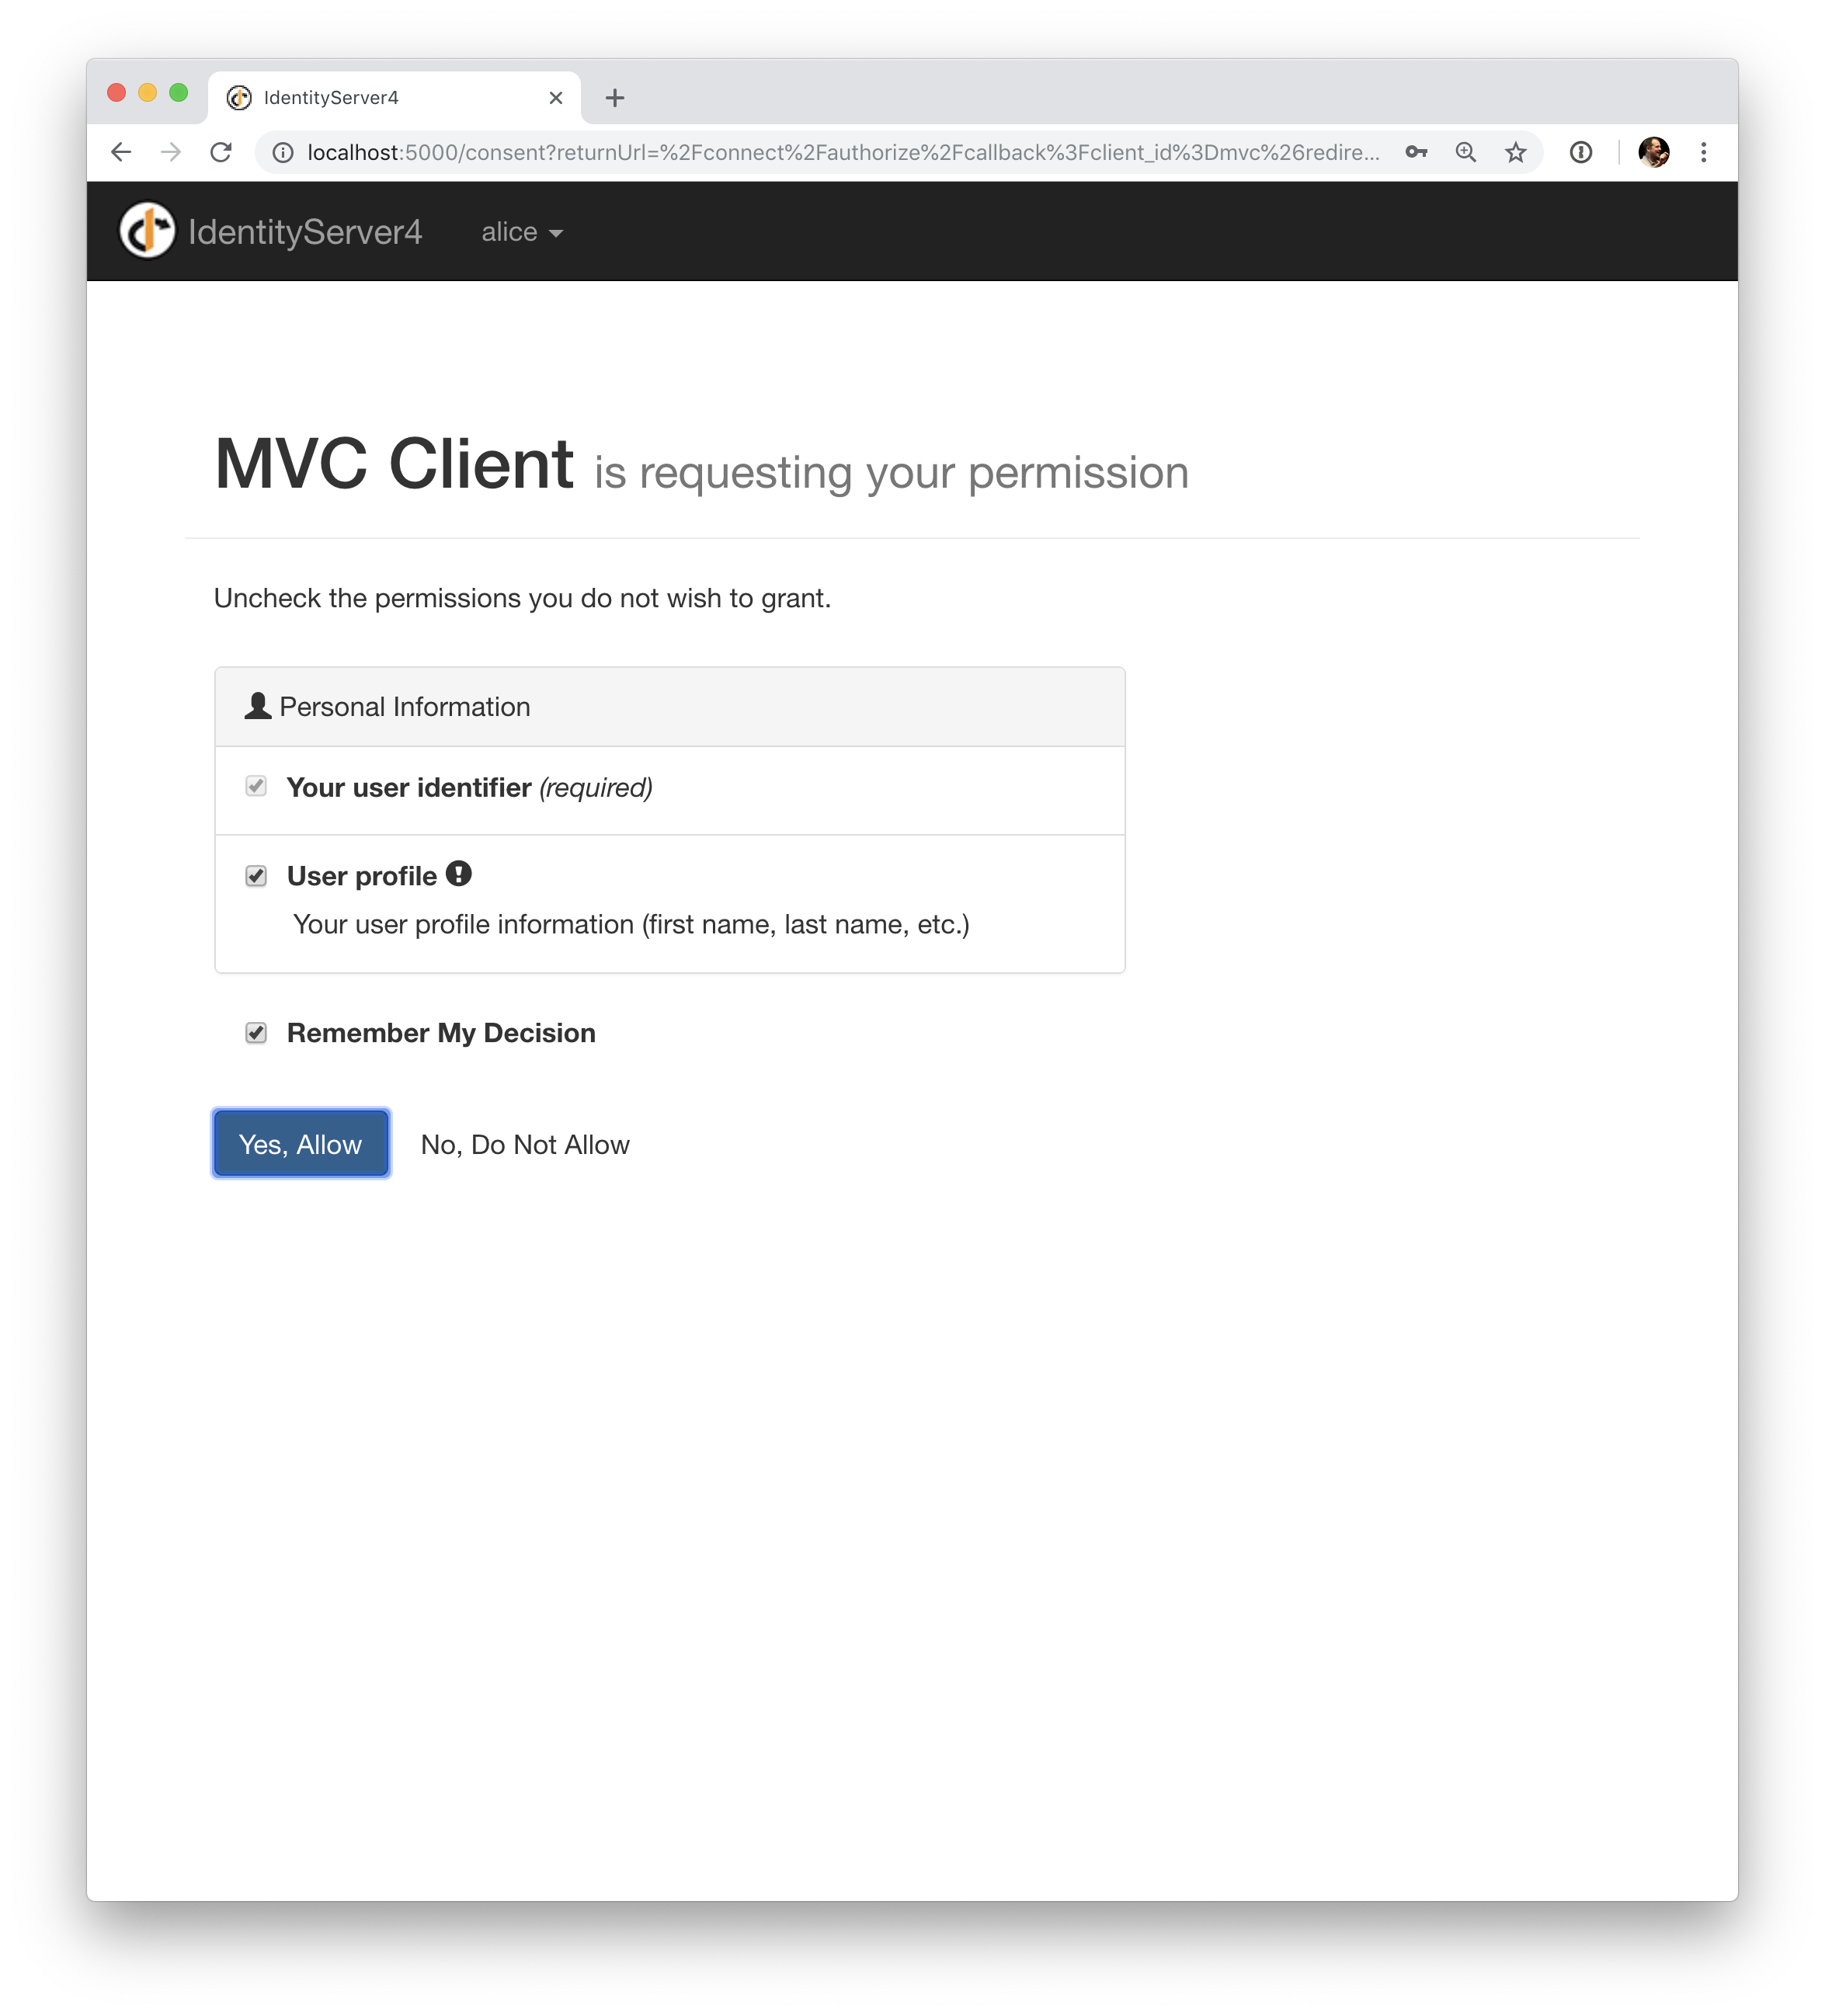 IdentityServer4
localhost:5000/consent?returnUrl=%2Fconnect%2Fauthorize%2Fcallback%3Fclient_id%3Dmvc%26redire...
IdentityServer4 alice
MVC Client is requesting your permission
Uncheck the permissions you do not wish to grant.
Personal Information
Your user identifier (required)
User profile
Your user profile information (first name, last name, etc.)
Remember My Decision
Yes, Allow No, Do Not Allow